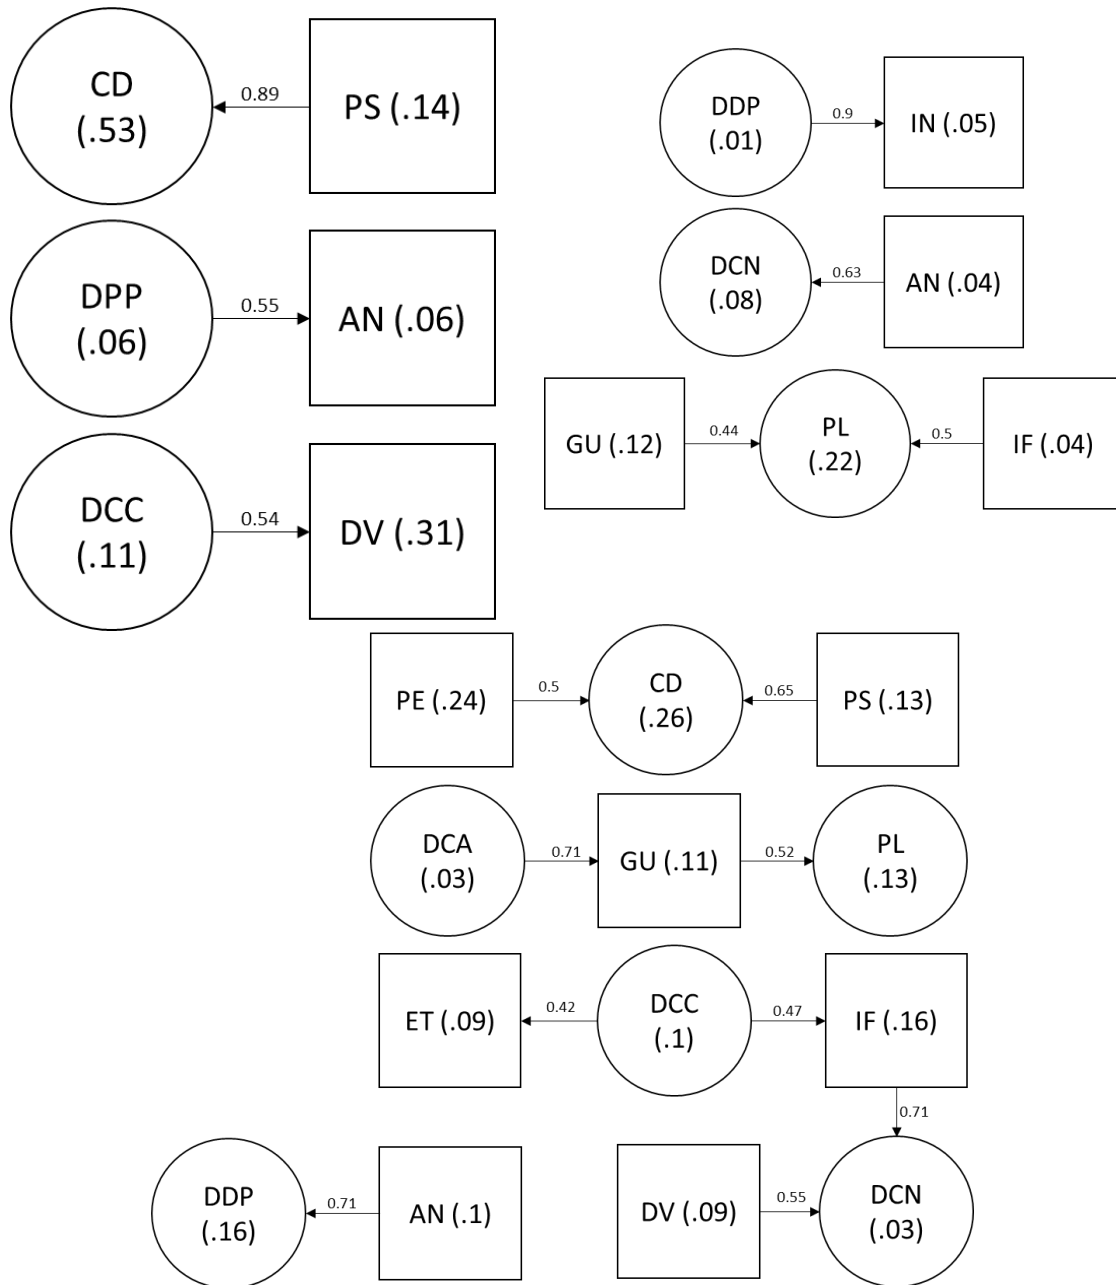 CD
(.53)
0.89
PS (.14)
DPP
(.06)
0.55
AN (.06)
DCC
(.11)
0.54
DV (.31)
DDP
(.01)
0.9
IN (.05)
DCN
(.08)
0.63
AN (.04)
GU (.12)
0.44
PL
(.22)
0.5
IF (.04)
PE (.24)
0.5
CD
(.26)
0.65
PS (.13)
DCA
(.03)
0.71
GU (.11)
0.52
PL
(.13)
ET (.09)
0.42
DCC
(.1)
0.47
IF (.16)
0.71
DDP
(.16)
0.71
AN (.1)
DV (.09)
0.55
DCN
(.03)